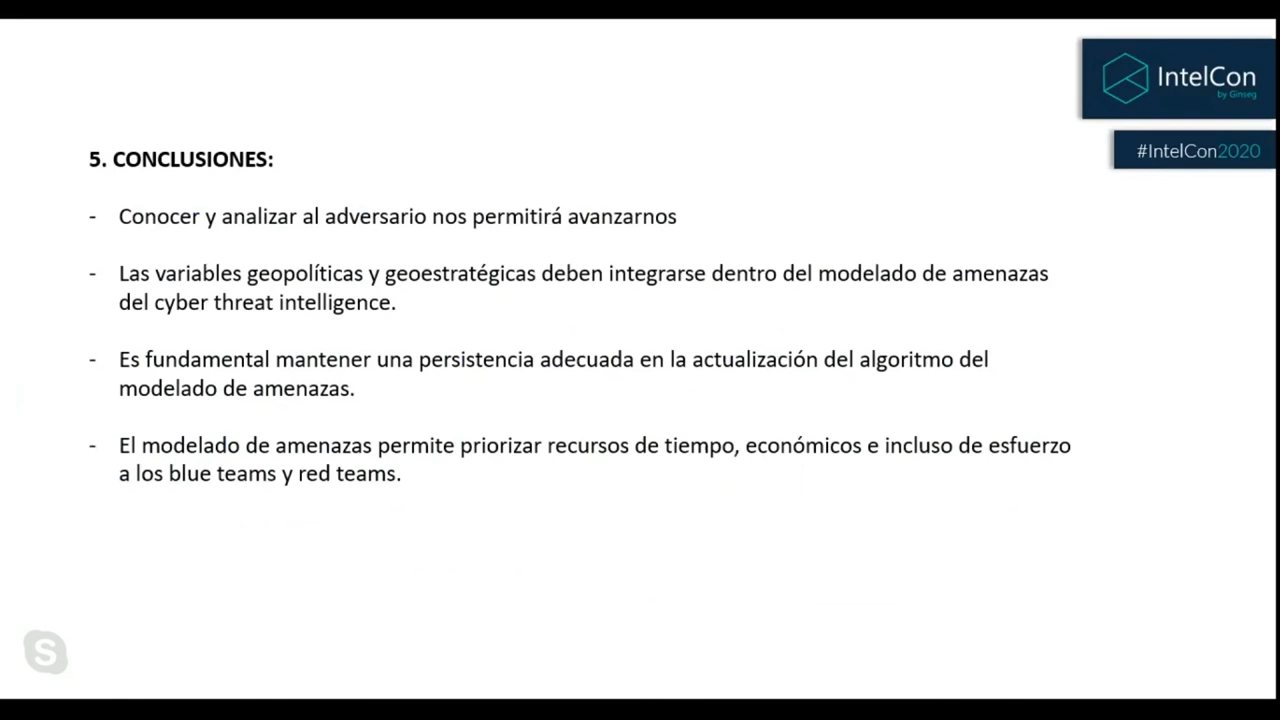 IntelCon
by Ginseg
#IntelCon2020
5. CONCLUSIONES:
- Conocer y analizar al adversario nos permitirá avanzarnos
- Las variables geopolíticas y geoestratégicas deben integrarse dentro del modelado de amenazas
del cyber threat intelligence.
- Es fundamental mantener una persistencia adecuada en la actualización del algoritmo del
modelado de amenazas.
- El modelado de amenazas permite priorizar recursos de tiempo, económicos e incluso de esfuerzo
a los blue teams y red teams.
S